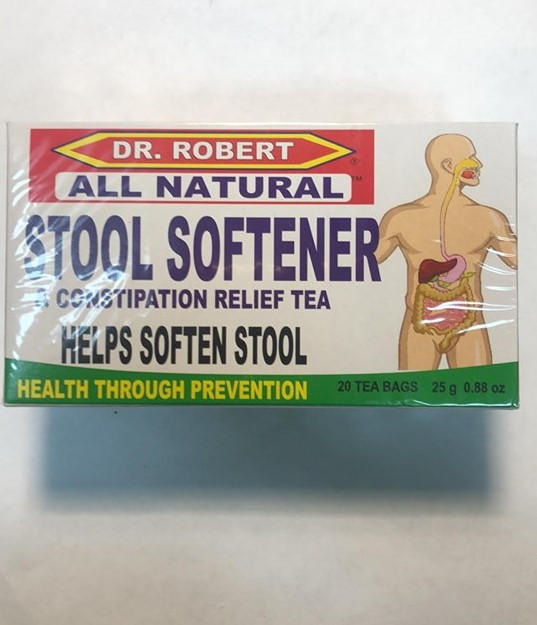 DR. ROBERT ®
ALL NATURAL ™
STOOL SOFTENER
& CONSTIPATION RELIEF TEA
HELPS SOFTEN STOOL
HEALTH THROUGH PREVENTION
20 TEA BAGS 25 g 0.88 oz